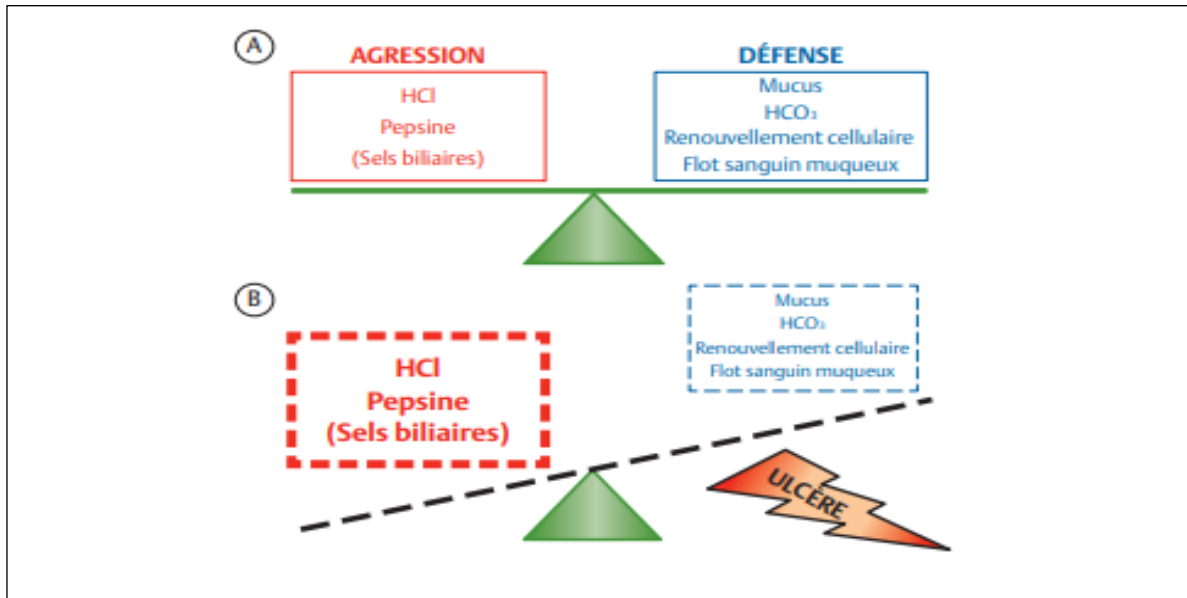 A
AGRESSION
HCl
Pepsine
(Sels biliaires)
DÉFENSE
Mucus
HCO₃
Renouvellement cellulaire
Flot sanguin muqueux
B
HCl
Pepsine
(Sels biliaires)
Mucus
HCO₃
Renouvellement cellulaire
Flot sanguin muqueux
ULCÈRE